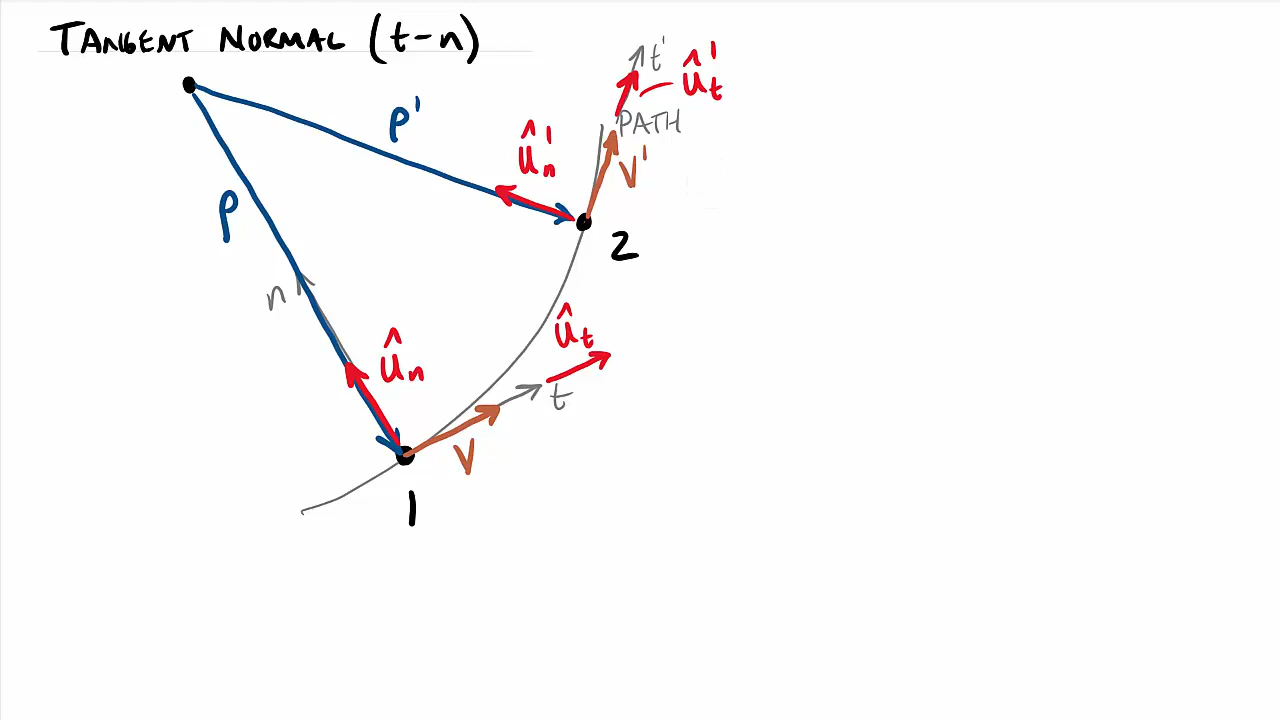 TANGENT NORMAL (t-n)
t'
û't
PATH
ρ'
û'n
v'
ρ
2
n
ût
ûn
t
v
1